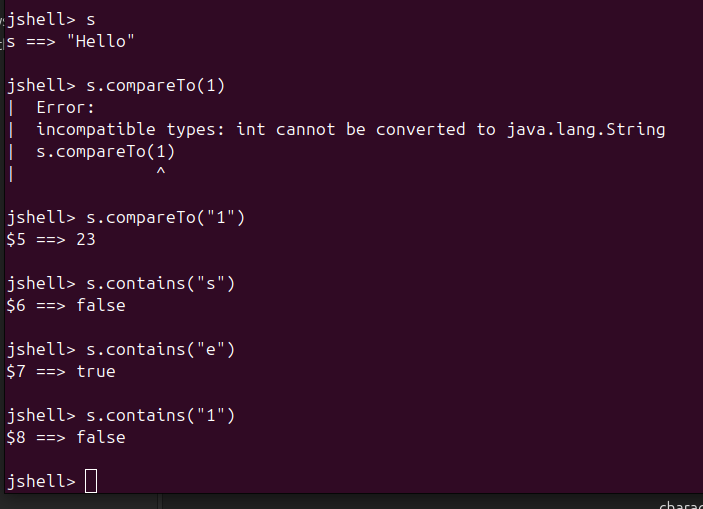 jshell> s
s ==> "Hello"
jshell> s.compareTo(1)
|  Error:
|  incompatible types: int cannot be converted to java.lang.String
|  s.compareTo(1)
|              ^
jshell> s.compareTo("1")
$5 ==> 23
jshell> s.contains("s")
$6 ==> false
jshell> s.contains("e")
$7 ==> true
jshell> s.contains("1")
$8 ==> false
jshell>